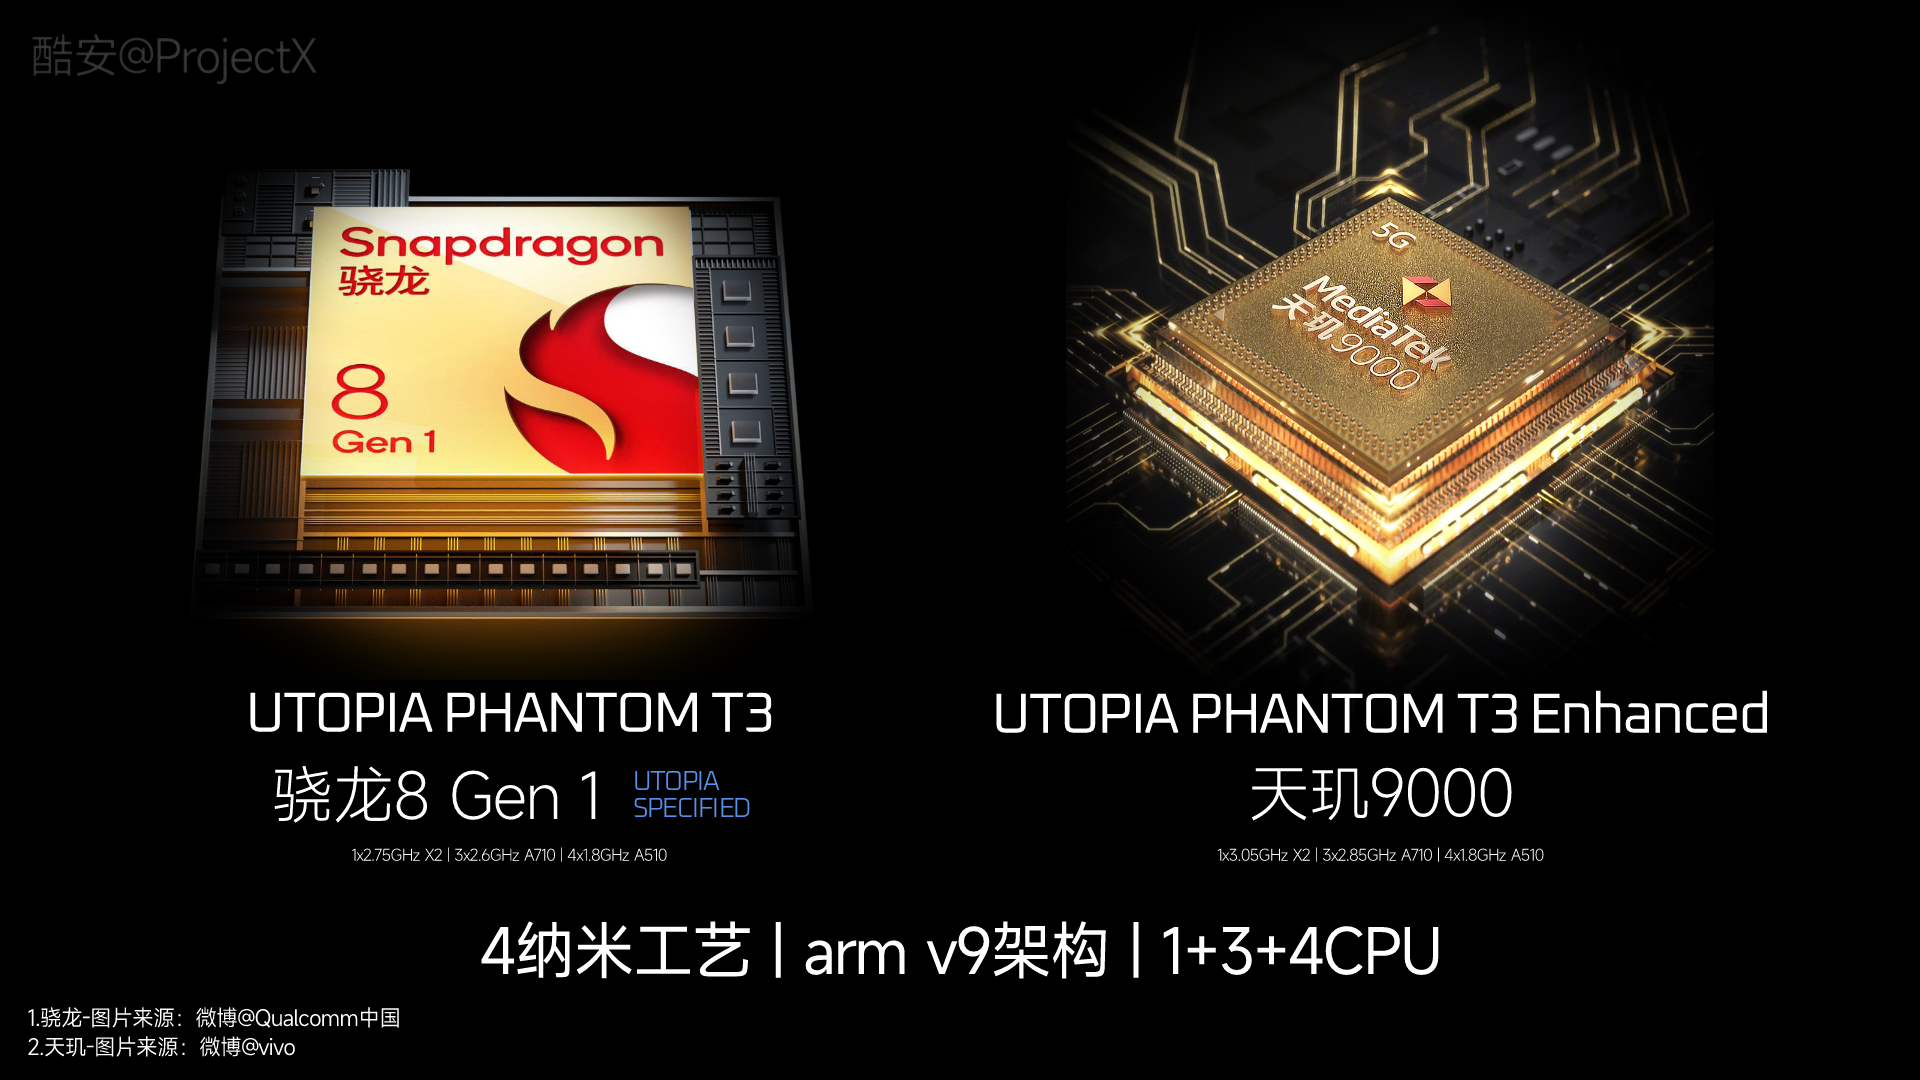 酷安@ProjectX
Snapdragon
骁龙
8
Gen 1
5G
MediaTek
天玑9000
UTOPIA PHANTOM T3
骁龙8 Gen 1
UTOPIA
SPECIFIED
1x2.75GHz X2 | 3x2.6GHz A710 | 4x1.8GHz A510
UTOPIA PHANTOM T3 Enhanced
天玑9000
1x3.05GHz X2 | 3x2.85GHz A710 | 4x1.8GHz A510
4纳米工艺 | arm v9架构 | 1+3+4CPU
1.骁龙-图片来源：微博@Qualcomm中国
2.天玑-图片来源：微博@vivo